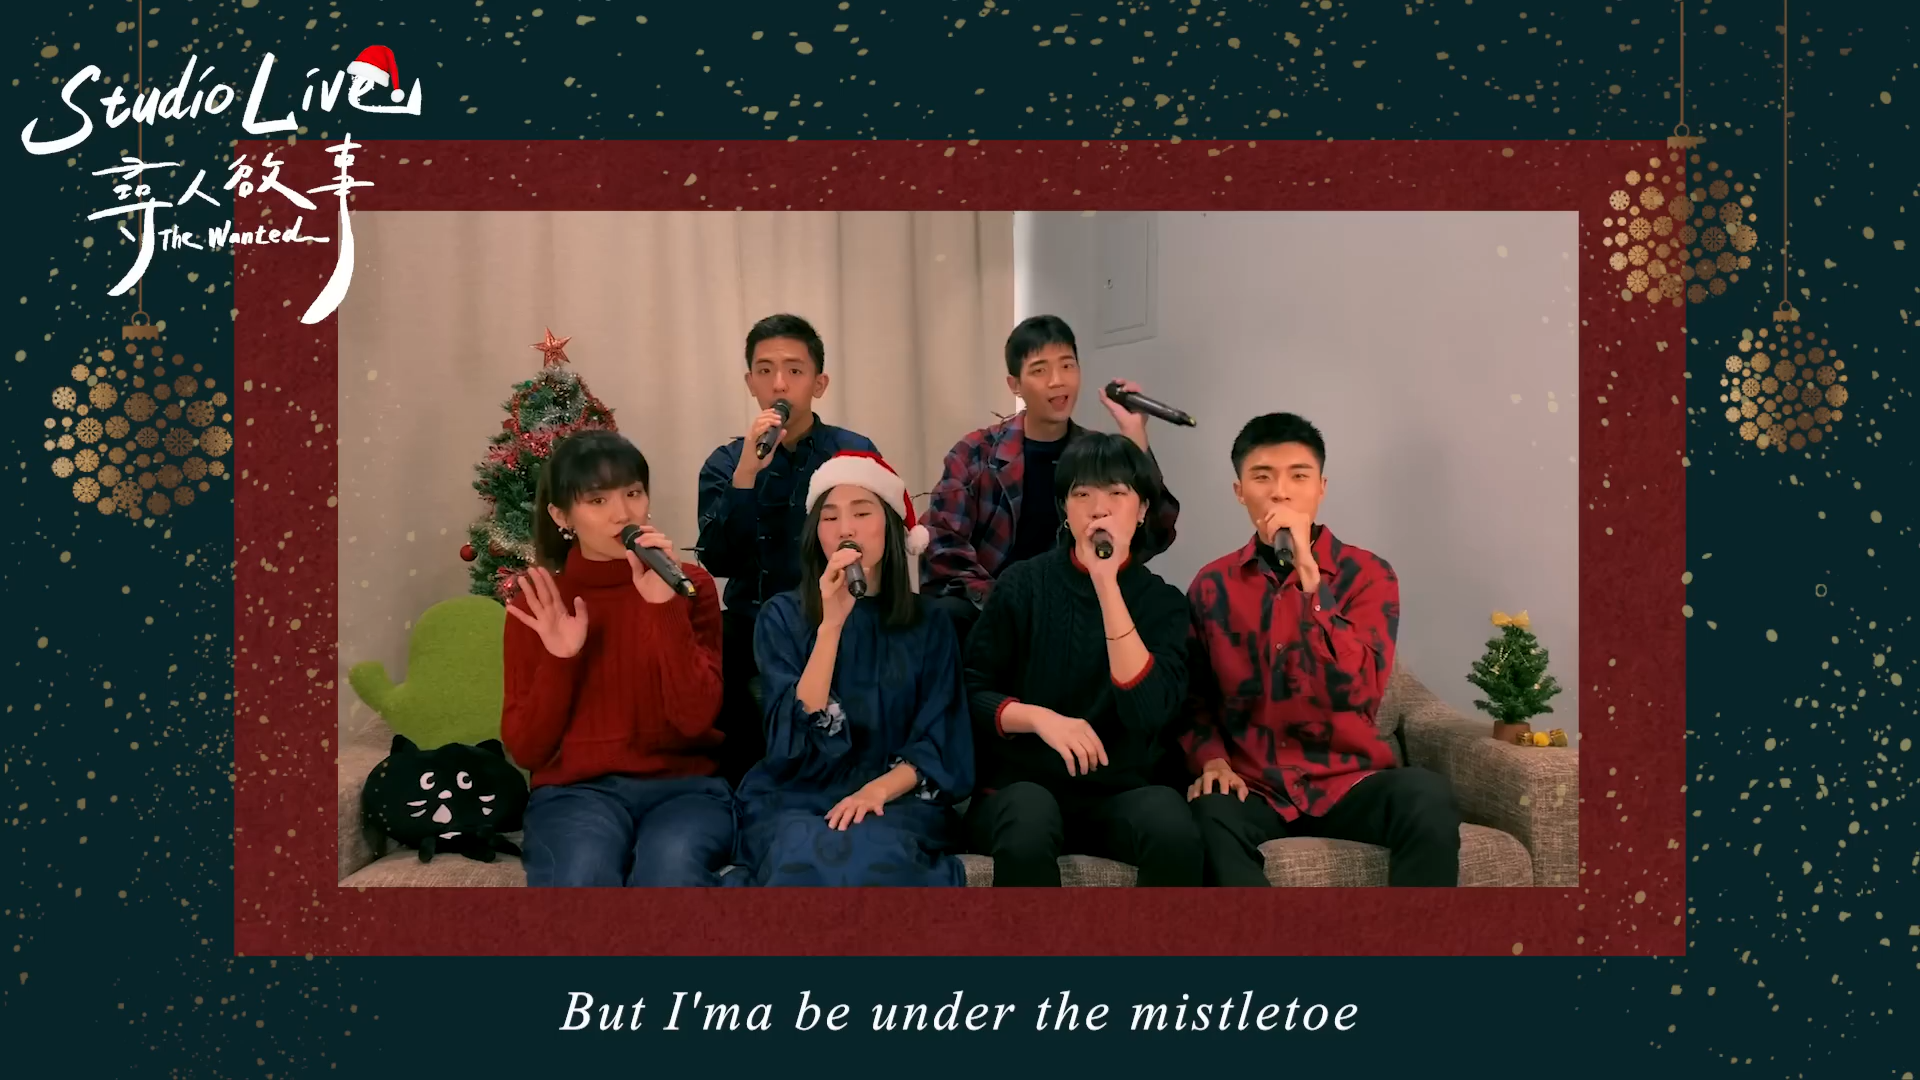 Studio Live
尋人啟事
The Wanted
But I'ma be under the mistletoe